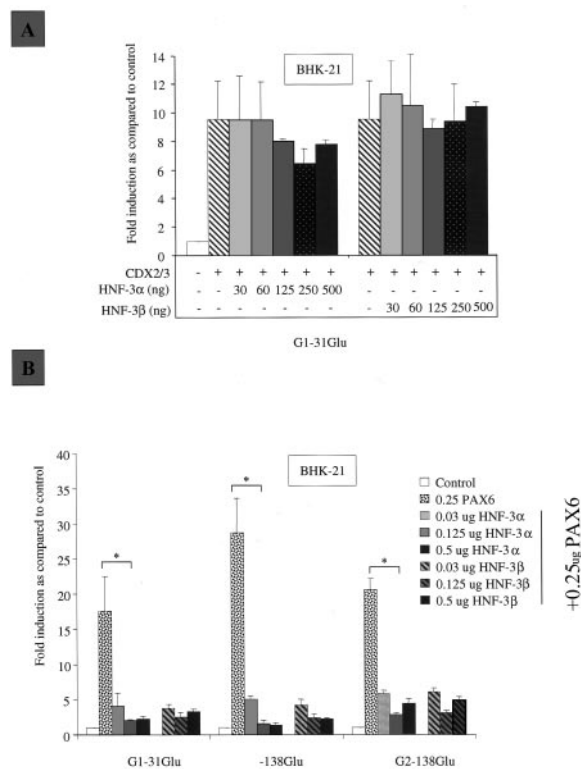 A
BHK-21
Fold induction as compared to control
14
12
10
8
6
4
2
0
CDX2/3 - + + + + + + + + + + + +
HNF-3α (ng) - - 30 60 125 250 500 - - - - - -
HNF-3β (ng) - - - - - - - - 30 60 125 250 500
G1-31Glu
B
BHK-21
Fold induction as compared to control
40
35
30
25
20
15
10
5
0
*
*
*
Control
0.25 PAX6
0.03 ug HNF-3α
0.125 ug HNF-3α
0.5 ug HNF-3α
0.03 ug HNF-3β
0.125 ug HNF-3β
0.5 ug HNF-3β
+0.25ug PAX6
G1-31Glu -138Glu G2-138Glu